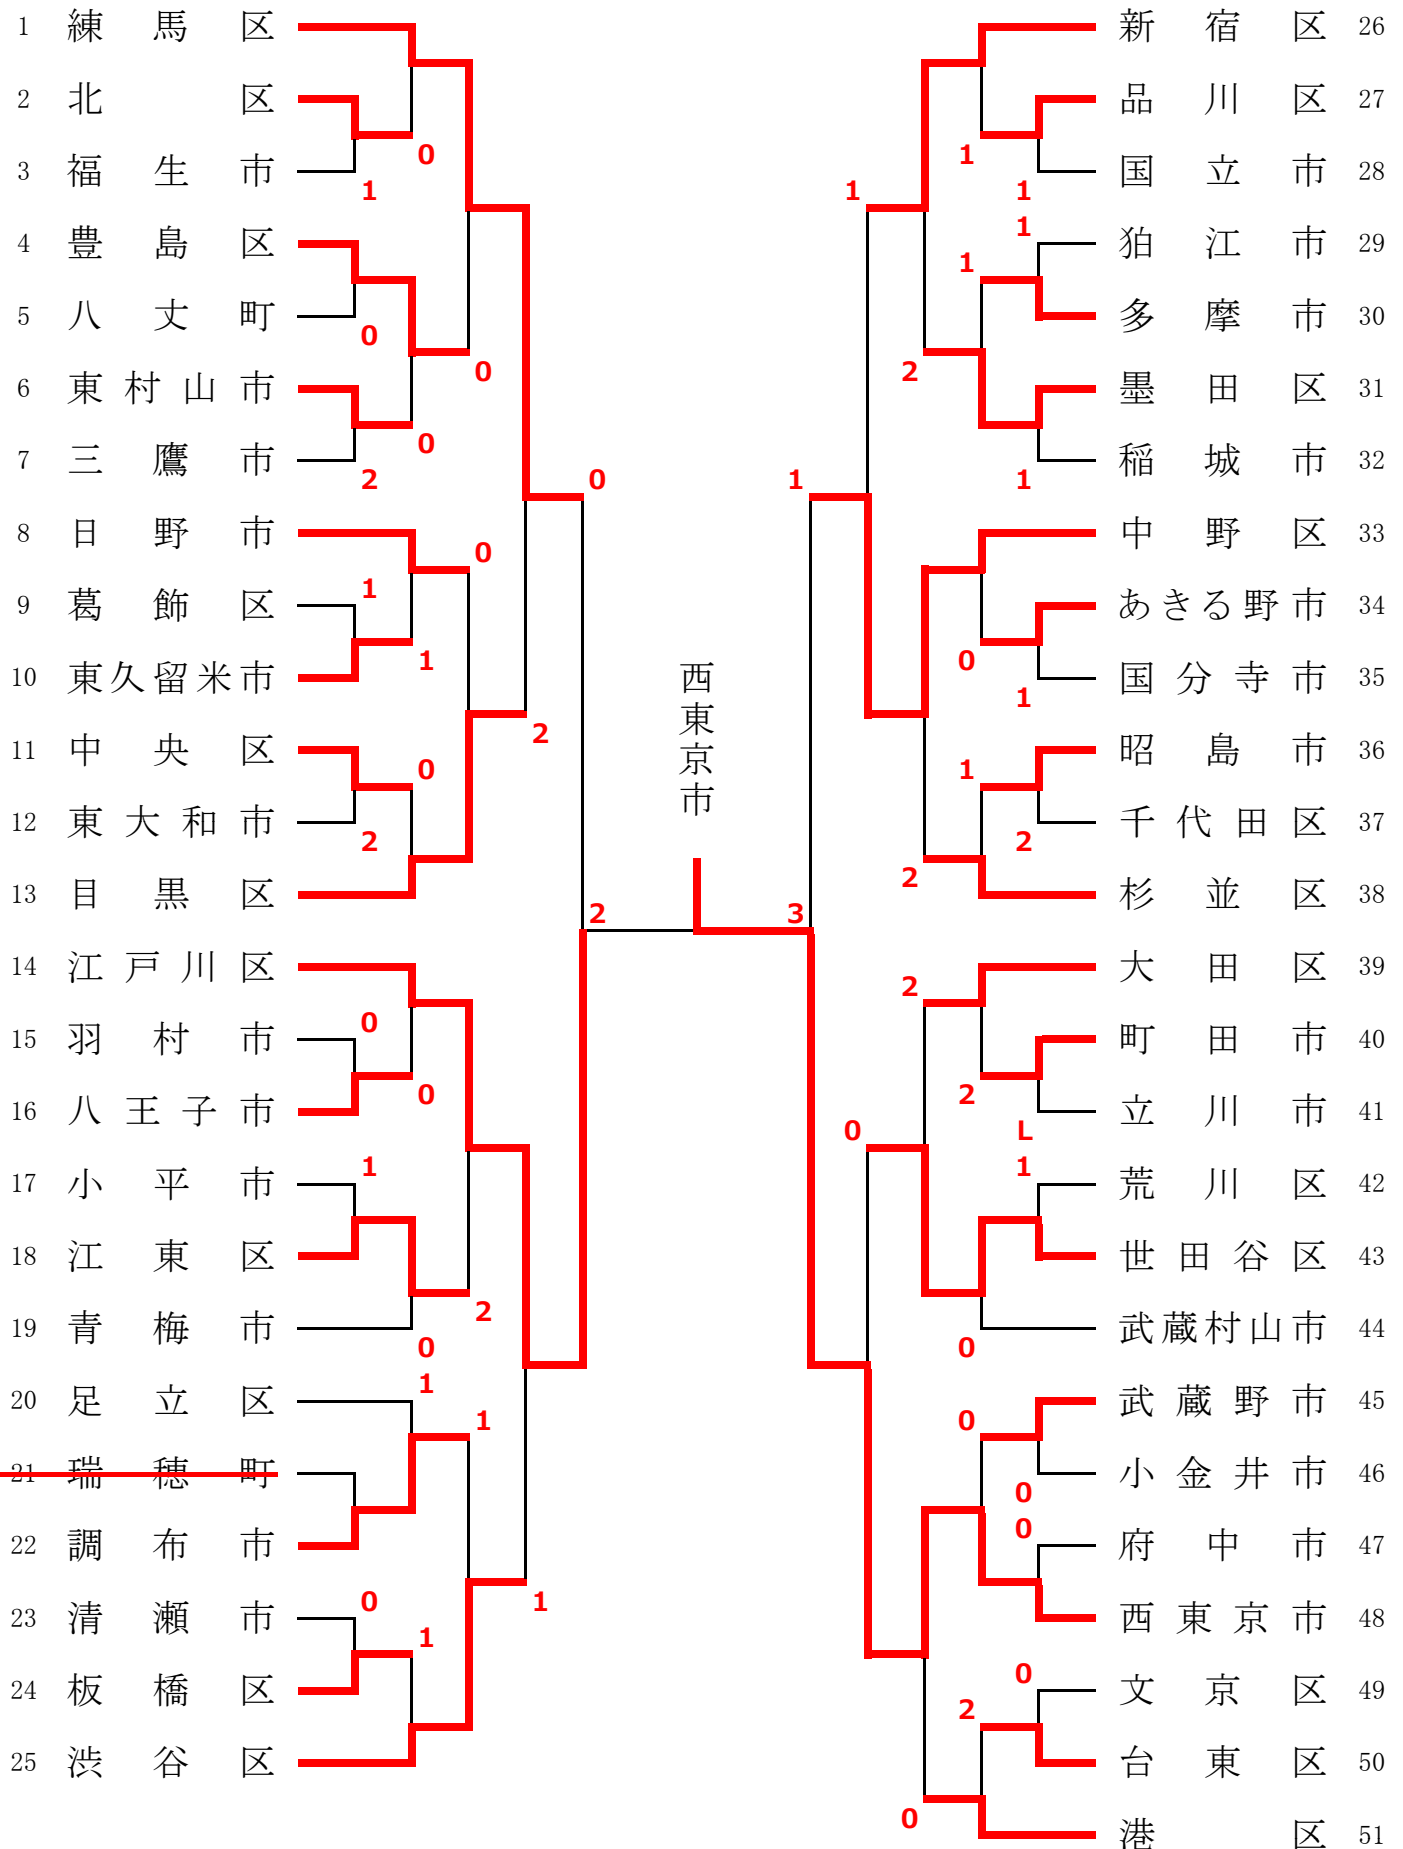 1 練馬区
2 北区
0
3 福生市
1
4 豊島区
5 八丈町
0
0
6 東村山市
0
7 三鷹市
2
0
8 日野市
0
9 葛飾区
1
10 東久留米市
1
2
11 中央区
0
12 東大和市
2
13 目黒区
2
14 江戸川区
15 羽村市
0
16 八王子市
0
17 小平市
1
18 江東区
2
19 青梅市
0
20 足立区
1
1
21 瑞穂町
22 調布市
23 清瀬市
0
1
1
24 板橋区
25 渋谷区
西東京市
新宿区 26
品川区 27
1
国立市 28
1
1
狛江市 29
1
1
多摩市 30
2
墨田区 31
稲城市 32
1
1
中野区 33
あきる野市 34
0
国分寺市 35
1
昭島市 36
1
千代田区 37
2
2
杉並区 38
3
大田区 39
2
町田市 40
2
立川市 41
L
0
荒川区 42
1
世田谷区 43
武蔵村山市 44
0
武蔵野市 45
0
小金井市 46
0
府中市 47
0
西東京市 48
文京区 49
0
2
台東区 50
0
港区 51